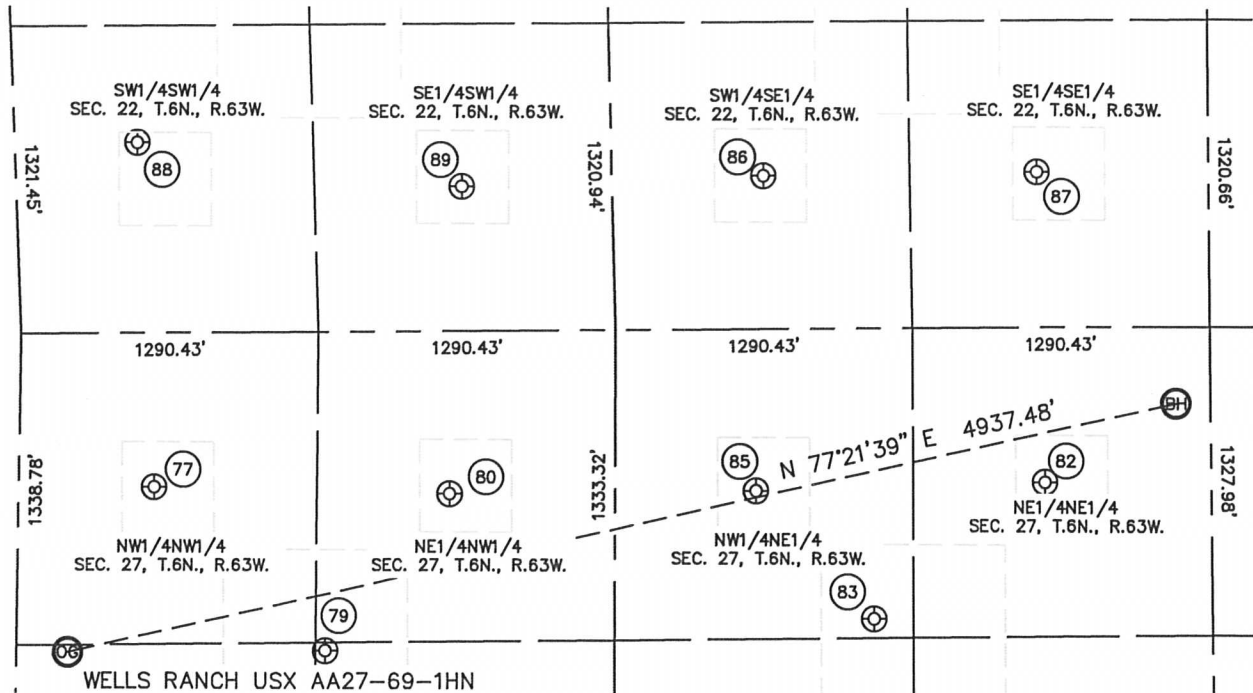 SW1/4SW1/4
SEC. 22, T.6N., R.63W.
SE1/4SW1/4
SEC. 22, T.6N., R.63W.
SW1/4SE1/4
SEC. 22, T.6N., R.63W.
SE1/4SE1/4
SEC. 22, T.6N., R.63W.
1321.45'
88
89
1320.94'
86
87
1320.66'
1290.43'
1290.43'
1290.43'
1290.43'
BH
N 77°21'39" E 4937.48'
1338.78'
77
80
1333.32'
85
82
1327.98'
NW1/4NW1/4
SEC. 27, T.6N., R.63W.
NE1/4NW1/4
SEC. 27, T.6N., R.63W.
NW1/4NE1/4
SEC. 27, T.6N., R.63W.
NE1/4NE1/4
SEC. 27, T.6N., R.63W.
79
83
OG
WELLS RANCH USX AA27-69-1HN